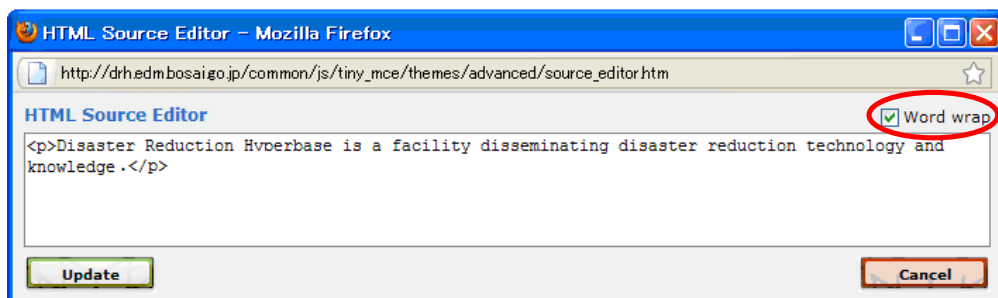 HTML Source Editor - Mozilla Firefox
http://drh.edm.bosai.go.jp/common/js/tiny_mce/themes/advanced/source_editor.htm
HTML Source Editor
Word wrap
<p>Disaster Reduction Hyperbase is a facility disseminating disaster reduction technology and
knowledge.</p>
Update
Cancel